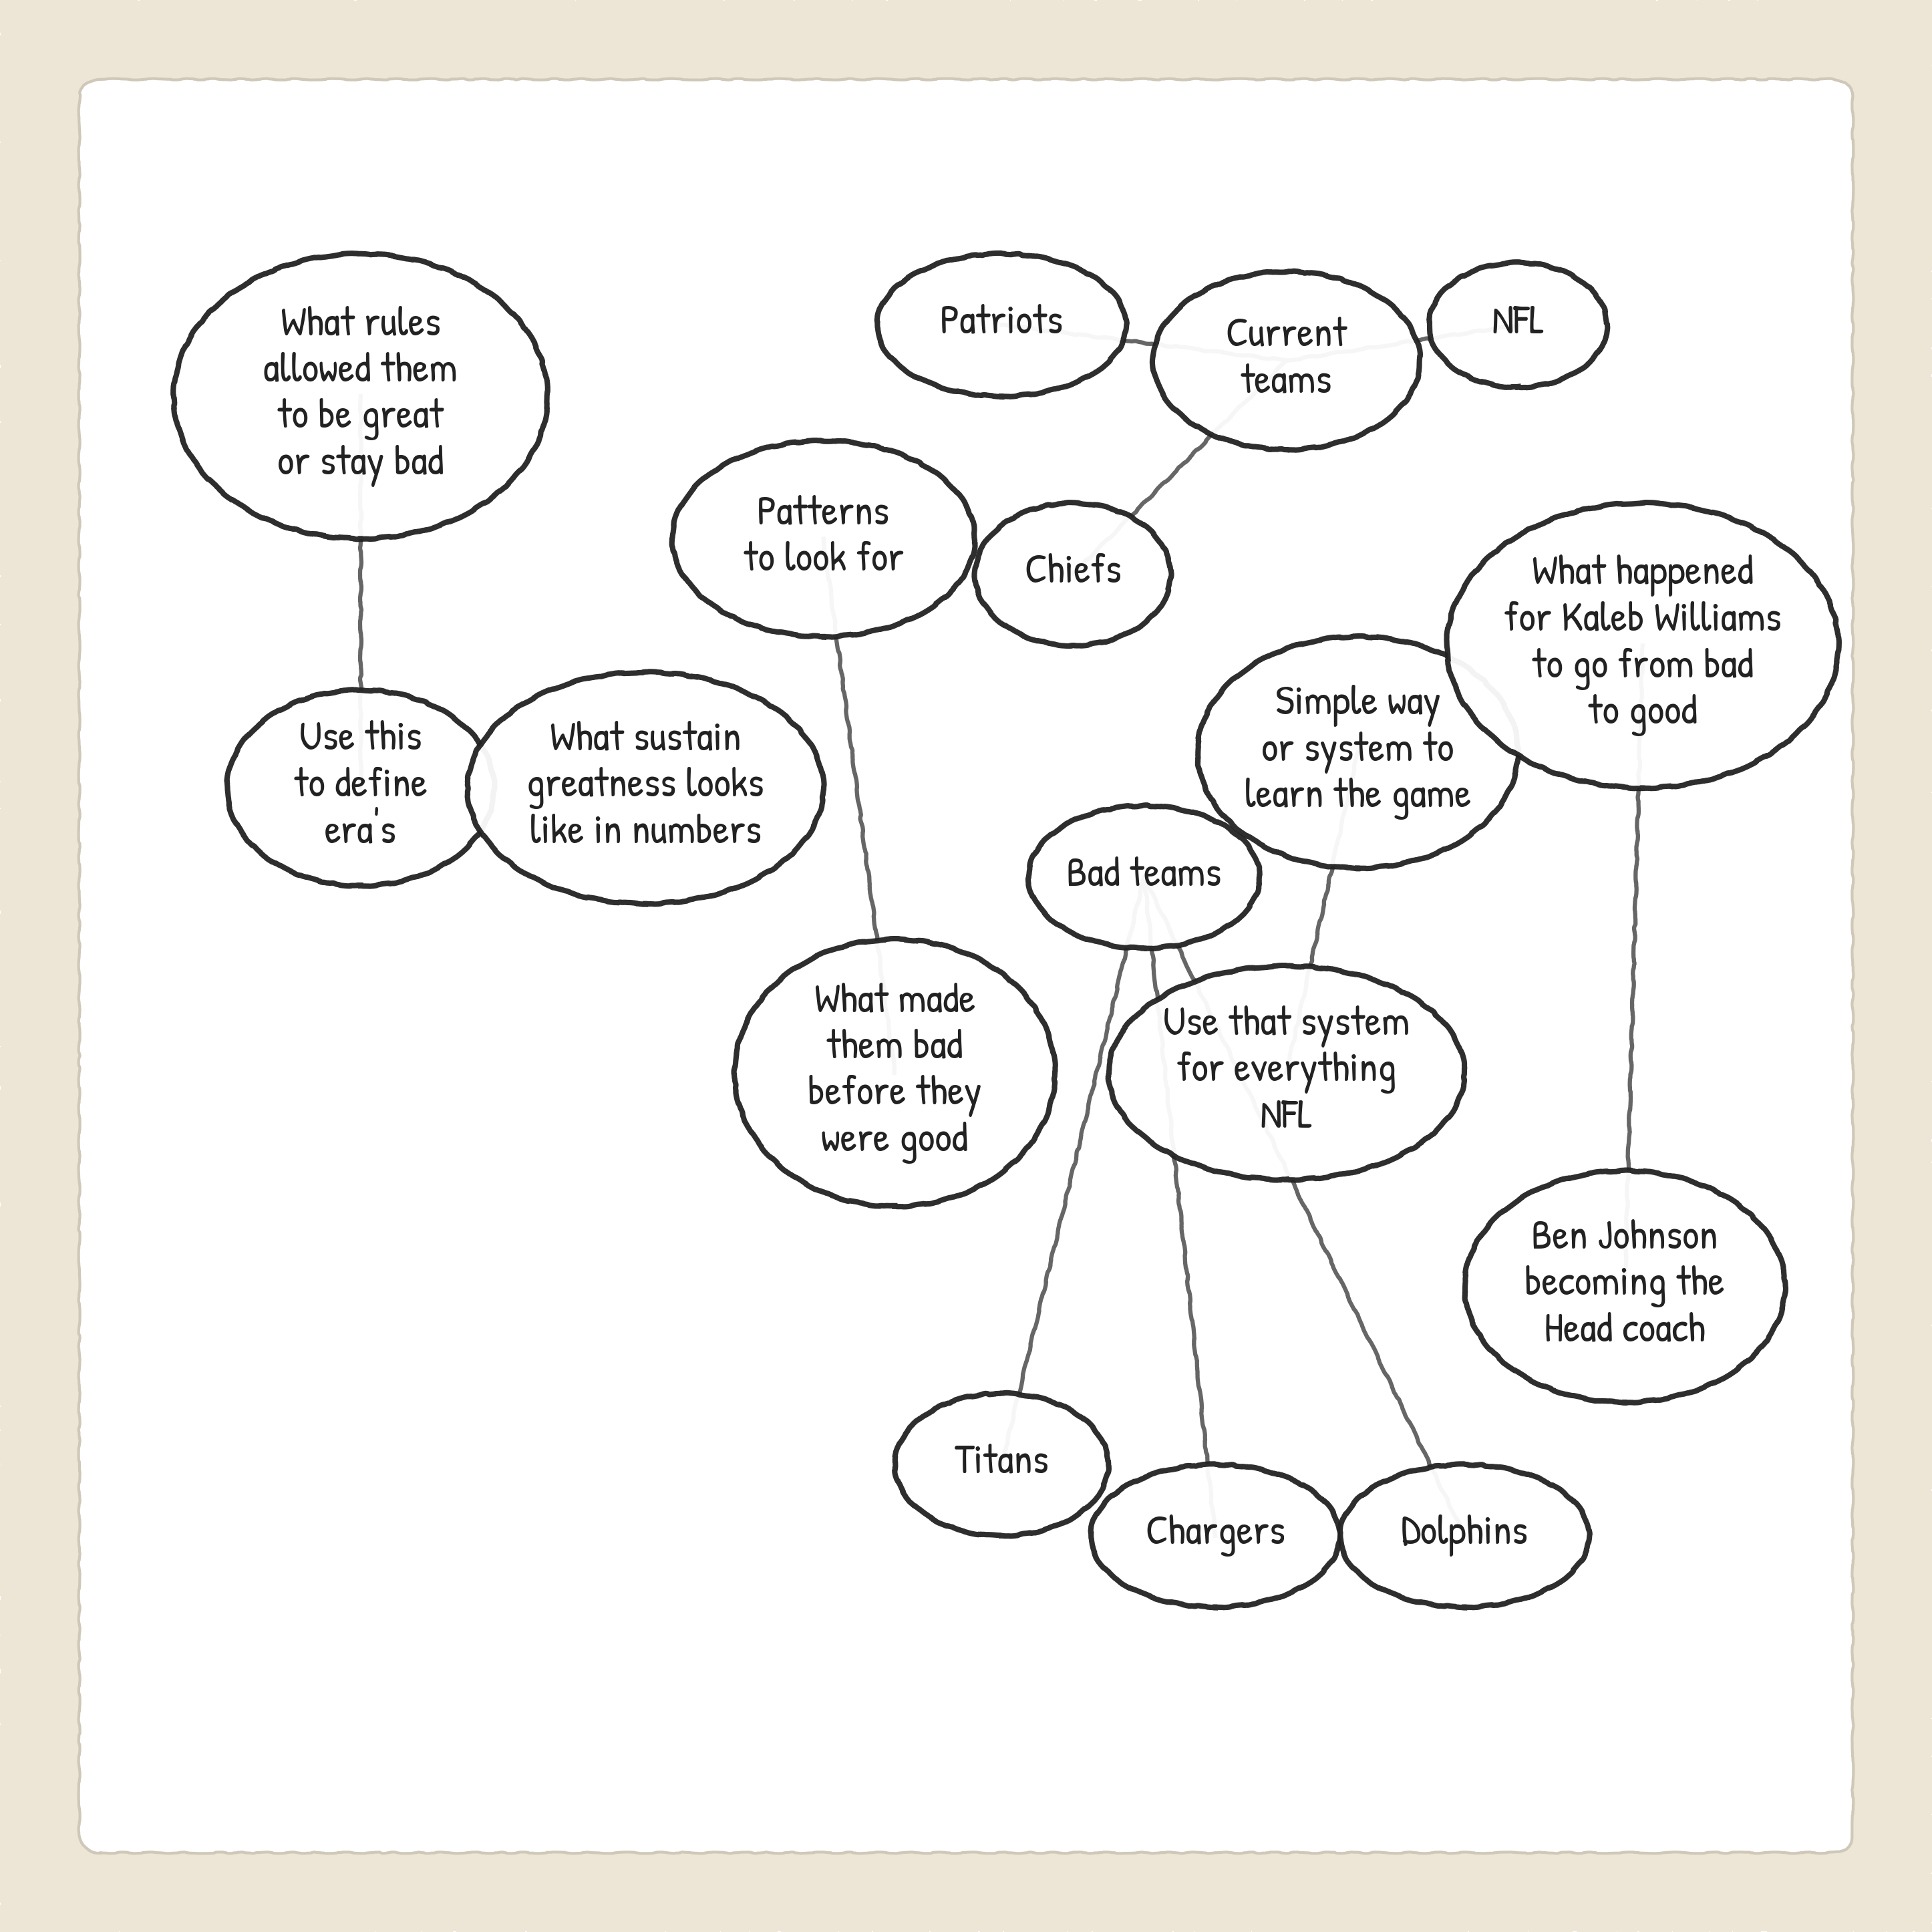 What rules
allowed them
to be great
or stay bad
Patriots
Current
teams
NFL
Patterns
to look for
Chiefs
What happened
for Kaleb Williams
to go from bad
to good
Simple way
or system to
learn the game
Use this
to define
era's
What sustain
greatness looks
like in numbers
Bad teams
What made
them bad
before they
were good
Use that system
for everything
NFL
Ben Johnson
becoming the
Head coach
Titans
Chargers
Dolphins